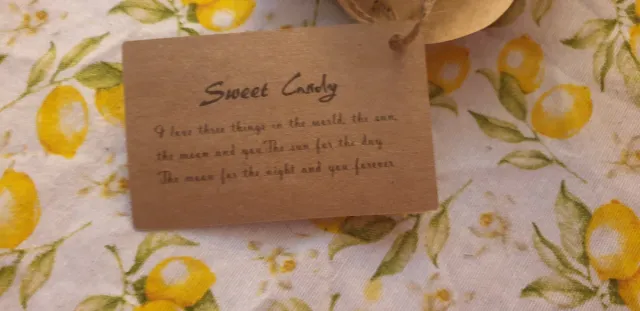 Sweet Candy
I love three things in the world, the sun,
the moon and you The sun for the day
The moon for the night and you forever